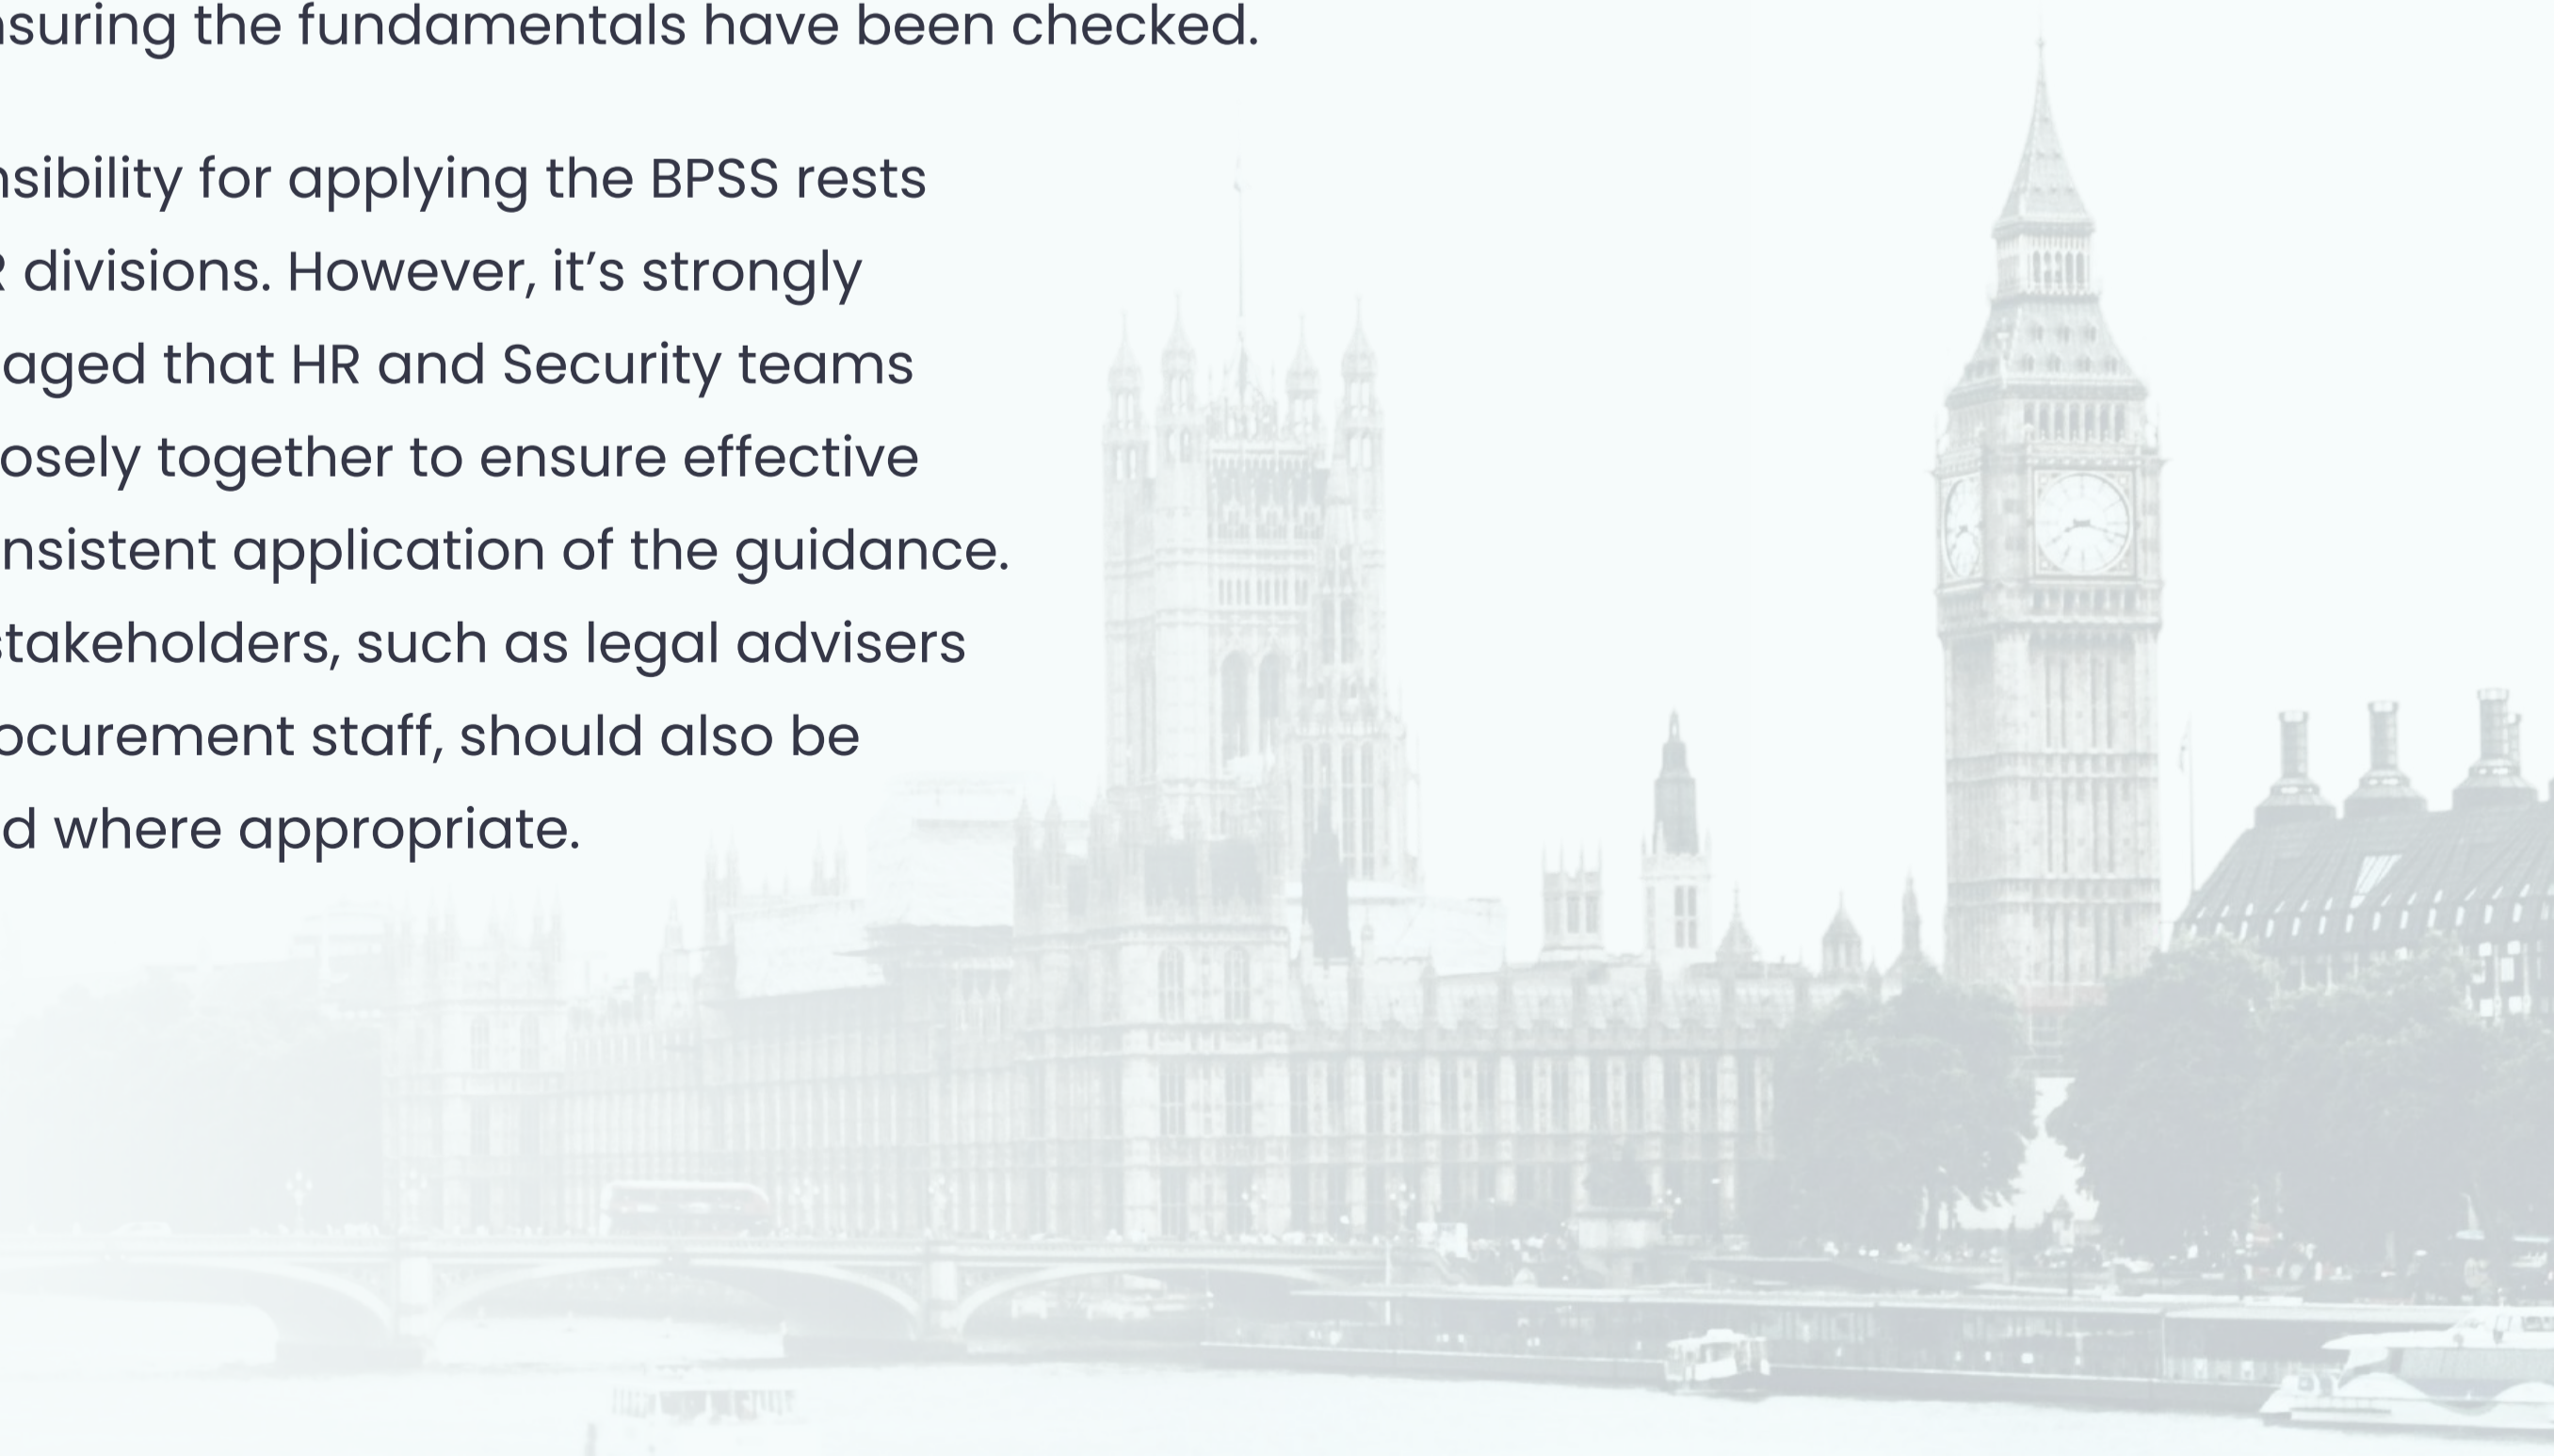 nsuring the fundamentals have been checked.
nsibility for applying the BPSS rests
R divisions. However, it’s strongly
aged that HR and Security teams
osely together to ensure effective
nsistent application of the guidance.
stakeholders, such as legal advisers
ocurement staff, should also be
d where appropriate.